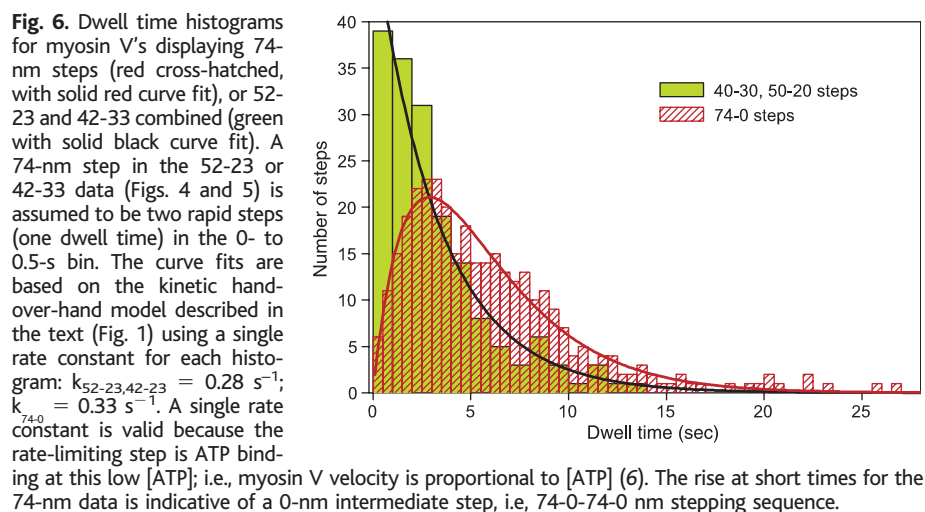 Fig. 6. Dwell time histograms
for myosin V's displaying 74-
nm steps (red cross-hatched,
with solid red curve fit), or 52-
23 and 42-33 combined (green
with solid black curve fit). A
74-nm step in the 52-23 or
42-33 data (Figs. 4 and 5) is
assumed to be two rapid steps
(one dwell time) in the 0- to
0.5-s bin. The curve fits are
based on the kinetic hand-
over-hand model described in
the text (Fig. 1) using a single
rate constant for each histo-
gram: k52-23,42-23 = 0.28 s−1;
k74-0 = 0.33 s−1. A single rate
constant is valid because the
rate-limiting step is ATP bind-
ing at this low [ATP]; i.e., myosin V velocity is proportional to [ATP] (6). The rise at short times for the
74-nm data is indicative of a 0-nm intermediate step, i.e, 74-0-74-0 nm stepping sequence.
40
35
30
25
20
15
10
5
0
Number of steps
40-30, 50-20 steps
74-0 steps
0 5 10 15 20 25
Dwell time (sec)